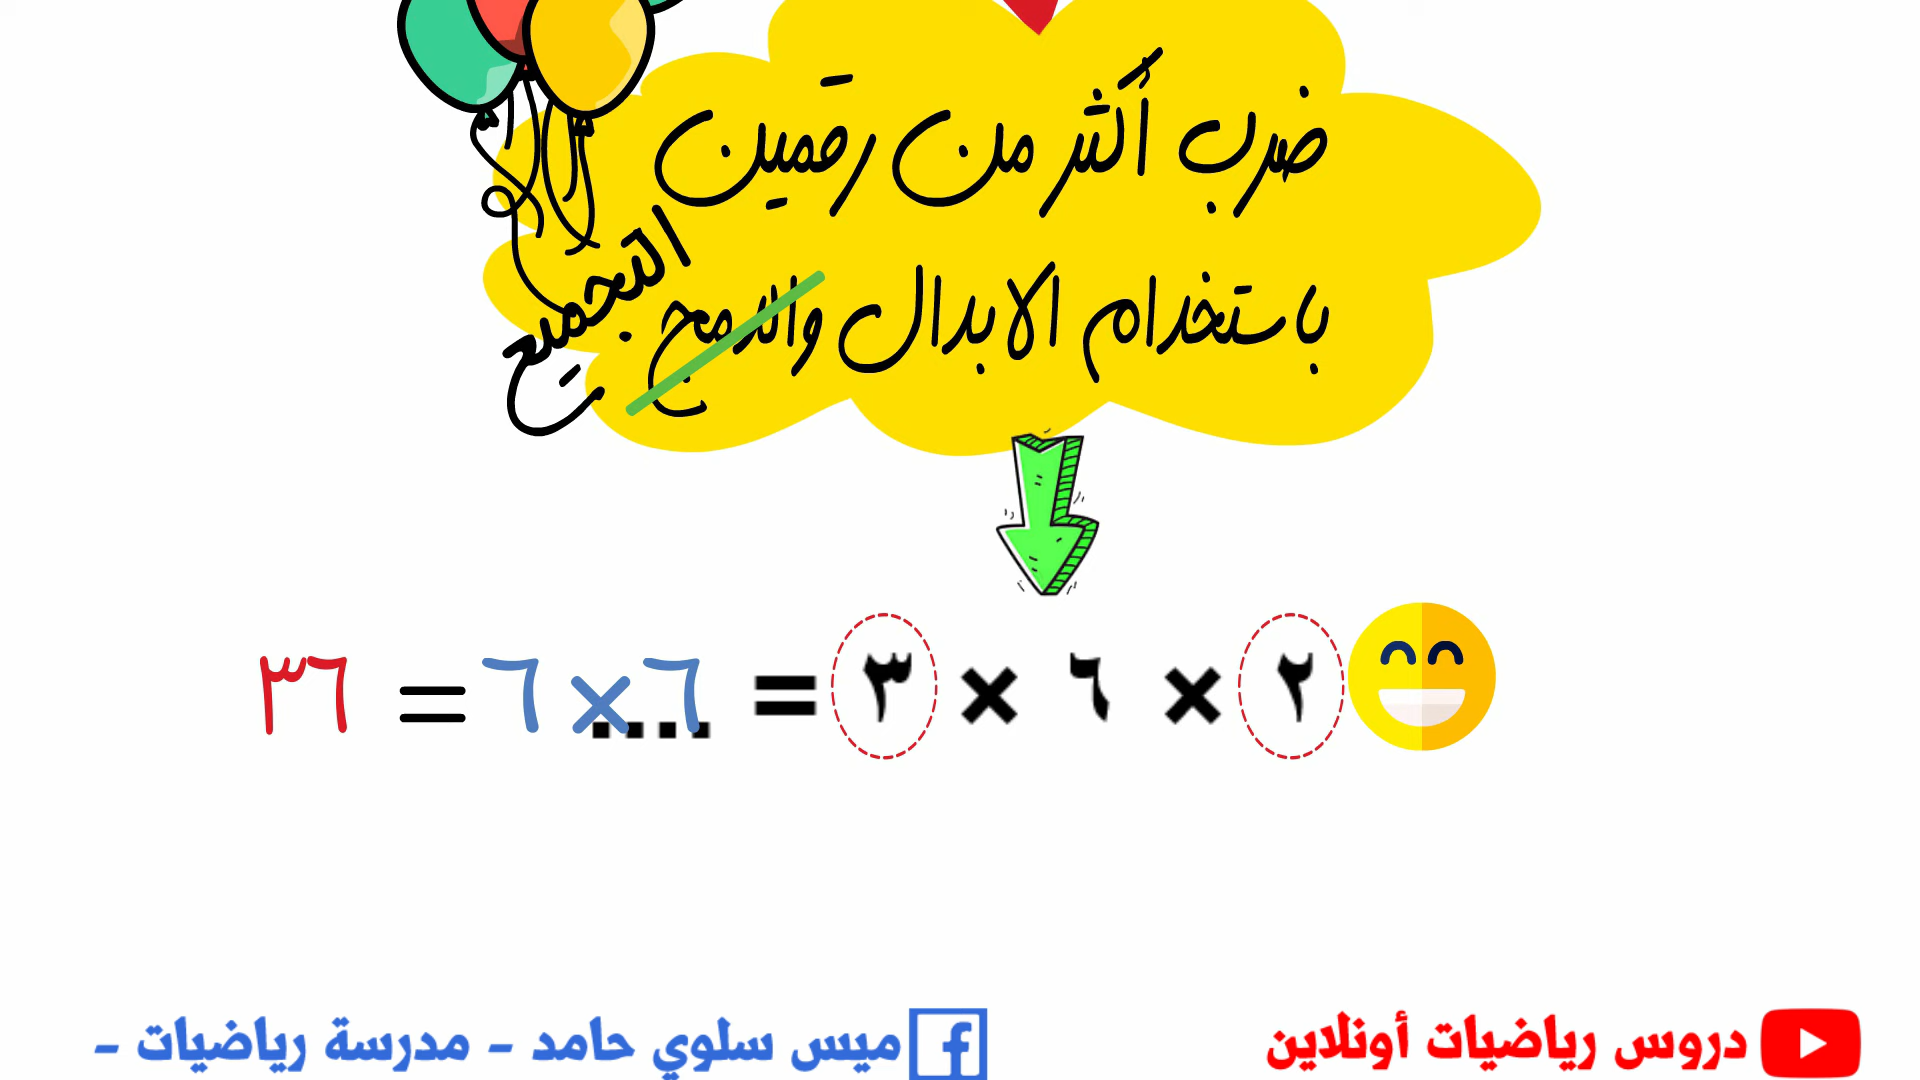 ضرب أكثر من رقمين
باستخدام الابدال والدمج
التجميع
٢ × ٦ × ٣ = .... ٦ × ٦ = ٣٦
دروس رياضيات أونلاين
ميس سلوي حامد - مدرسة رياضيات -